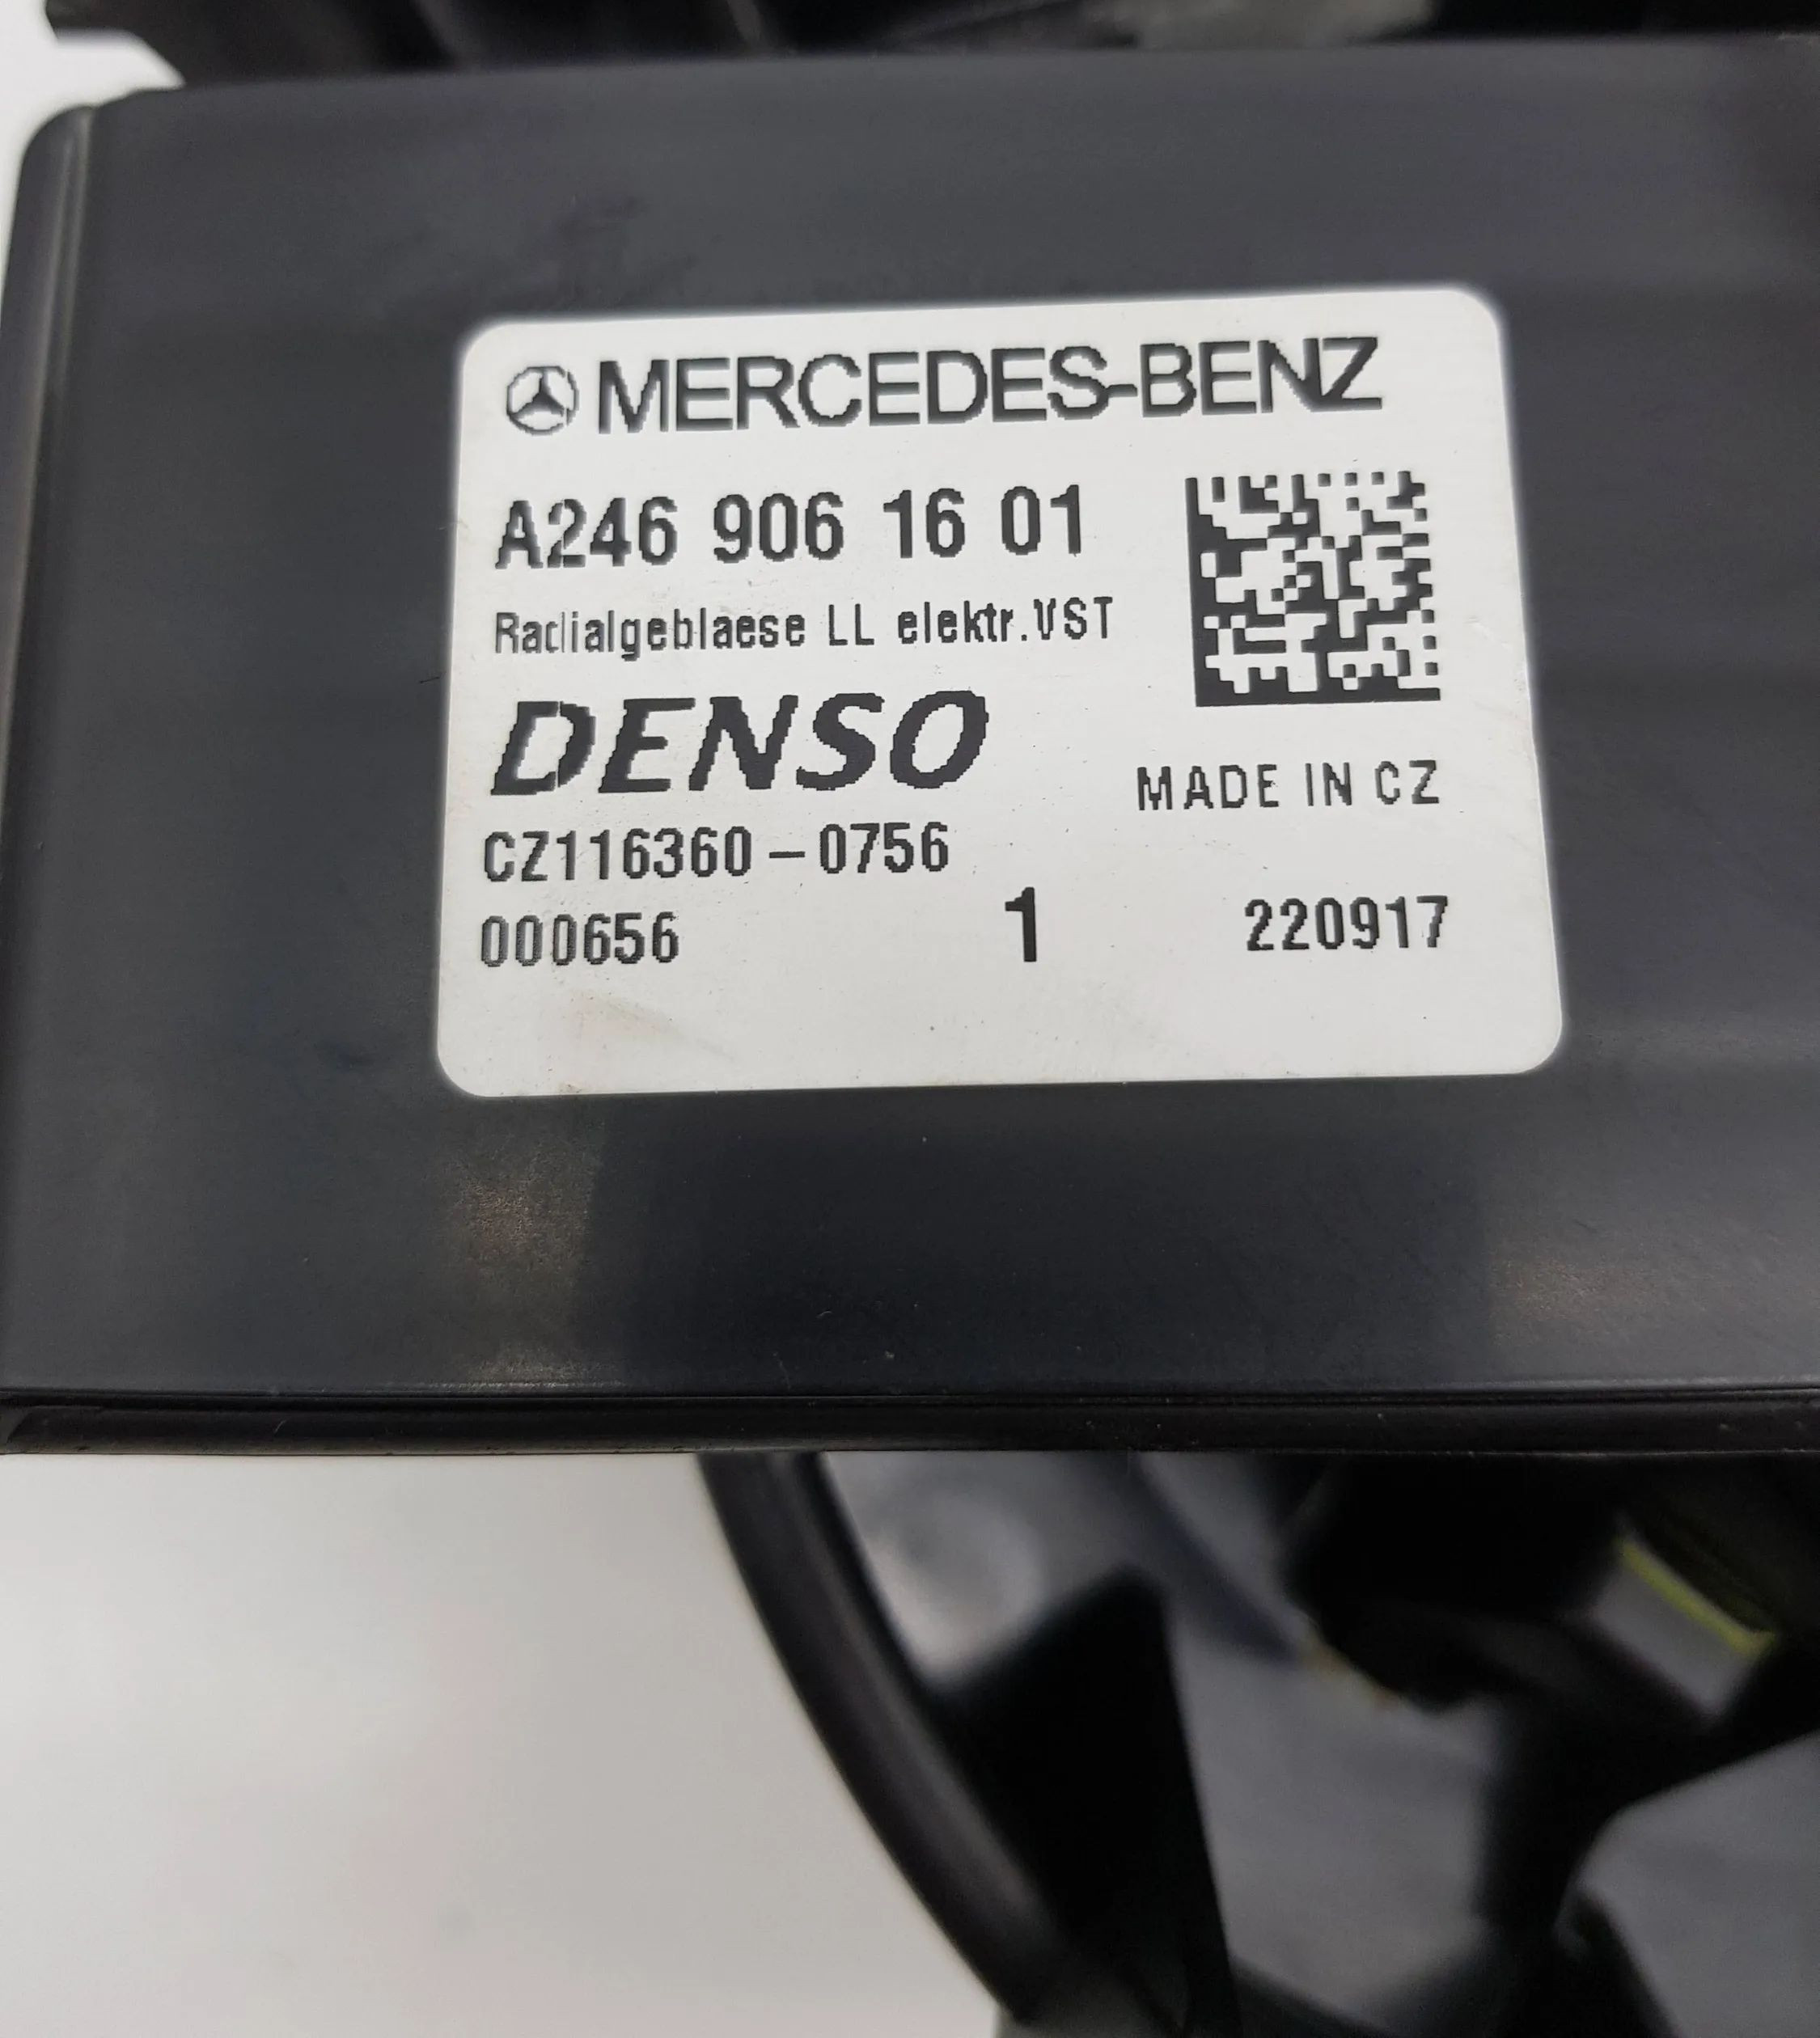 MERCEDES-BENZ
A246 906 16 01
Radialgeblaese LL elektr.VST
DENSO
MADE IN CZ
CZ116360-0756
000656 1 220917